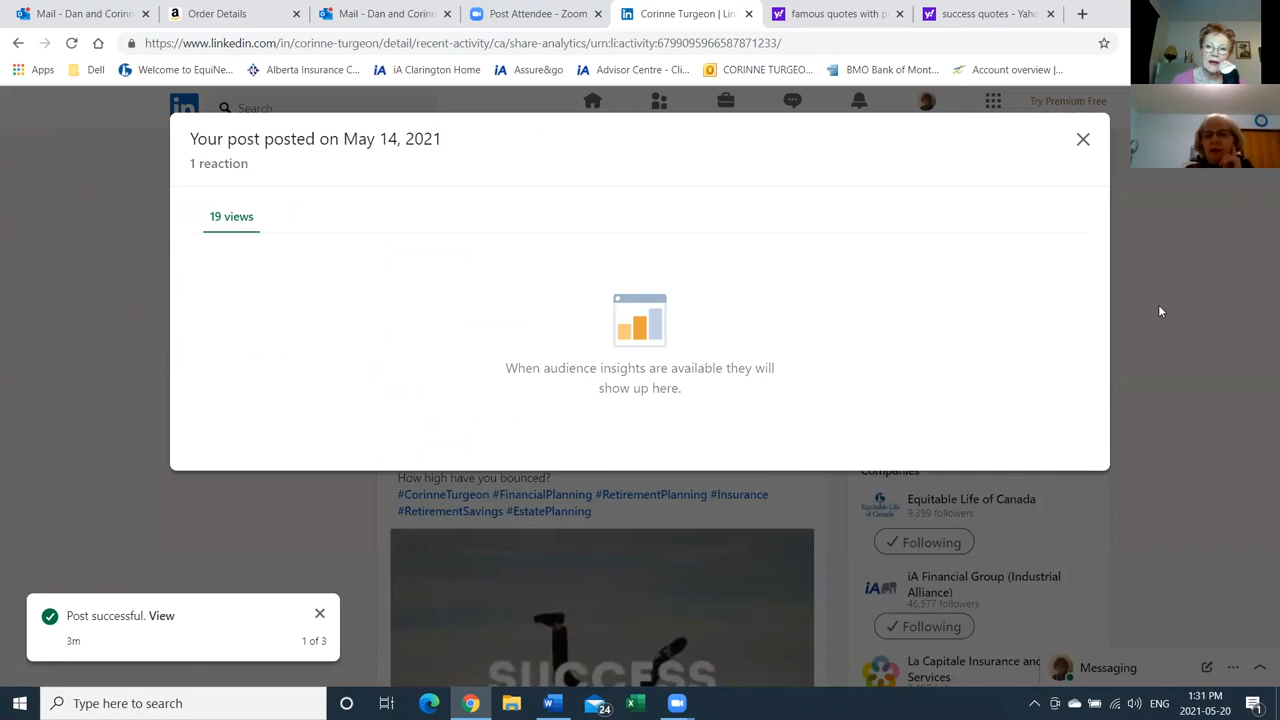 Mail - Dan and Corinn
Order Details
Mail - Dan and Corinn
Post Attendee - Zoom
Corinne Turgeon | Lin
famous quotes with p
success quotes - Yaho
https://www.linkedin.com/in/corinne-turgeon/detail/recent-activity/ca/share-analytics/urn:li:activity:6799095966587871233/
Apps
Dell
Welcome to EquiNe...
Alberta Insurance C...
iA Clarington Home
Assure&go
Advisor Centre - Cli...
CORINNE TURGEO...
BMO Bank of Mont...
Account overview |...
Search
Try Premium Free
Your post posted on May 14, 2021
1 reaction
19 views
When audience insights are available they will
show up here.
How high have you bounced?
#CorinneTurgeon #FinancialPlanning #RetirementPlanning #Insurance
#RetirementSavings #EstatePlanning
SUCCESS
Companies
Equitable Life of Canada
9,399 followers
Following
iA Financial Group (Industrial
Alliance)
46,577 followers
Following
La Capitale Insurance and
Services
Post successful. View
3m
1 of 3
Messaging
Type here to search
24
ENG
1:31 PM
2021-05-20
1